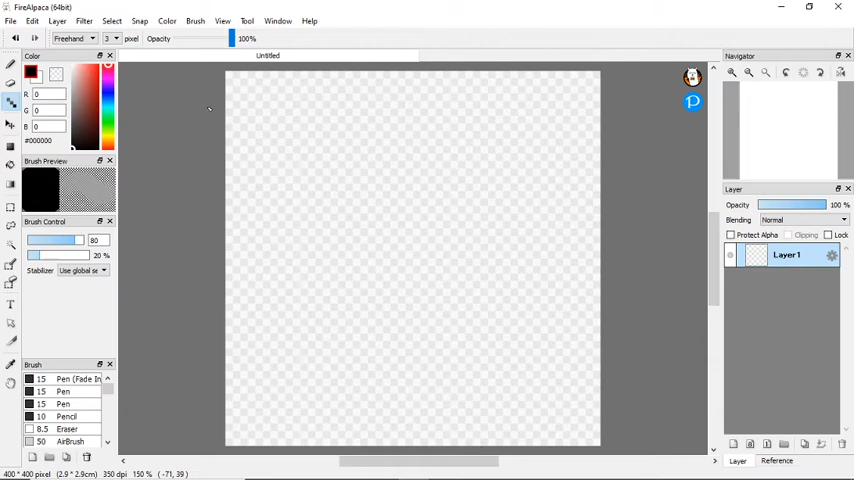 FireAlpaca (64bit)
File Edit Layer Filter Select Snap Color Brush View Tool Window Help
Freehand 3 pixel Opacity 100%
Untitled
Color
R 0
G 0
B 0
#000000
Brush Preview
Brush Control
80
20 %
Stabilizer Use global se
Brush
15 Pen (Fade In
15 Pen
15 Pen
10 Pencil
8.5 Eraser
50 AirBrush
Navigator
Layer
Opacity 100 %
Blending Normal
Protect Alpha Clipping Lock
Layer1
Layer Reference
400 * 400 pixel (2.9 * 2.9cm) 350 dpi 150 % ( -71, 39 )